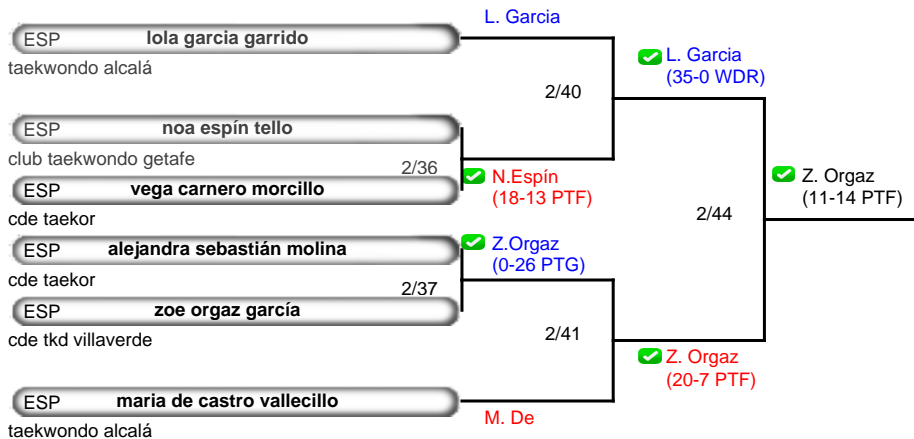 L. Garcia
ESP lola garcia garrido
taekwondo alcalá
L. Garcia
(35-0 WDR)
2/40
ESP noa espín tello
club taekwondo getafe
2/36
N.Espín
(18-13 PTF)
ESP vega carnero morcillo
cde taekor
Z. Orgaz
(11-14 PTF)
2/44
ESP alejandra sebastián molina
cde taekor
Z.Orgaz
(0-26 PTG)
2/37
ESP zoe orgaz garcía
cde tkd villaverde
2/41
Z. Orgaz
(20-7 PTF)
ESP maria de castro vallecillo
taekwondo alcalá
M. De